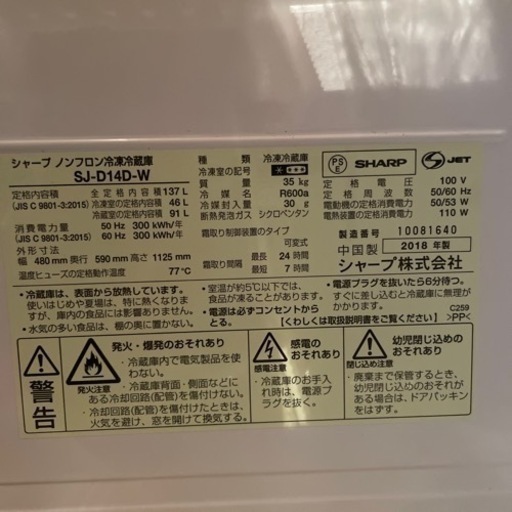 シャープ ノンフロン冷凍冷蔵庫
SJ-D14D-W
定格内容積 全定格内容積 137 L
(JIS C 9801-3:2015) 冷凍室定格内容積 46 L
冷蔵室定格内容積 91 L
消費電力量 50 Hz 300 kWh/年
(JIS C 9801-3:2015) 60 Hz 300 kWh/年
外形寸法
幅 480 mm 奥行 590 mm 高さ 1125 mm
温度ヒューズの定格動作温度 77℃
種類 冷凍冷蔵庫
冷凍室の記号
質量 35 kg
冷媒名 R600a
冷媒封入量 30 g
断熱発泡ガス シクロペンタン
霜取り制御装置のタイプ
可変式
霜取り間隔 最長 24 時間
最短 7 時間
PS
E
SHARP
JET
定格電圧 100 V
定格周波数 50/60 Hz
電動機の定格消費電力 50/53 W
電熱装置の定格消費電力 110 W
製造番号 10081640
中国製 2018 年製
シャープ株式会社
・冷蔵庫は、表面から放熱しています。
使いはじめや夏場は、特に熱くなりま
すが、庫内の食品には影響ありません。
・水気の多い食品は、棚の奥に置かない。
・室温が約5℃以下では、
食品が凍ることがあります。
・電源は必ずコンセントから
とる。
・電源プラグを抜いたら6分待つ。
すぐに差し込むと冷蔵庫に無理が
かかります。
【くわしくは取扱説明書をご覧ください】
C259
>PP<
警告
発火・爆発のおそれあり
発火注意
・冷蔵庫内で電気製品を使
わない。
・冷蔵庫背面・側面などに
ある冷却回路(配管)を傷付けない。
・冷却回路(配管)を傷付けたときは、
火気を避け、窓を開けて換気する。
感電の
おそれあり
感電注意
・冷蔵庫のお手入
れ時は、電源プ
ラグを抜く。
幼児閉じ込めの
おそれあり
閉じ込め注意
・廃棄まで保管するとき、
幼児閉じ込めのおそれが
ある場合は、ドアパッキン
をはずす。